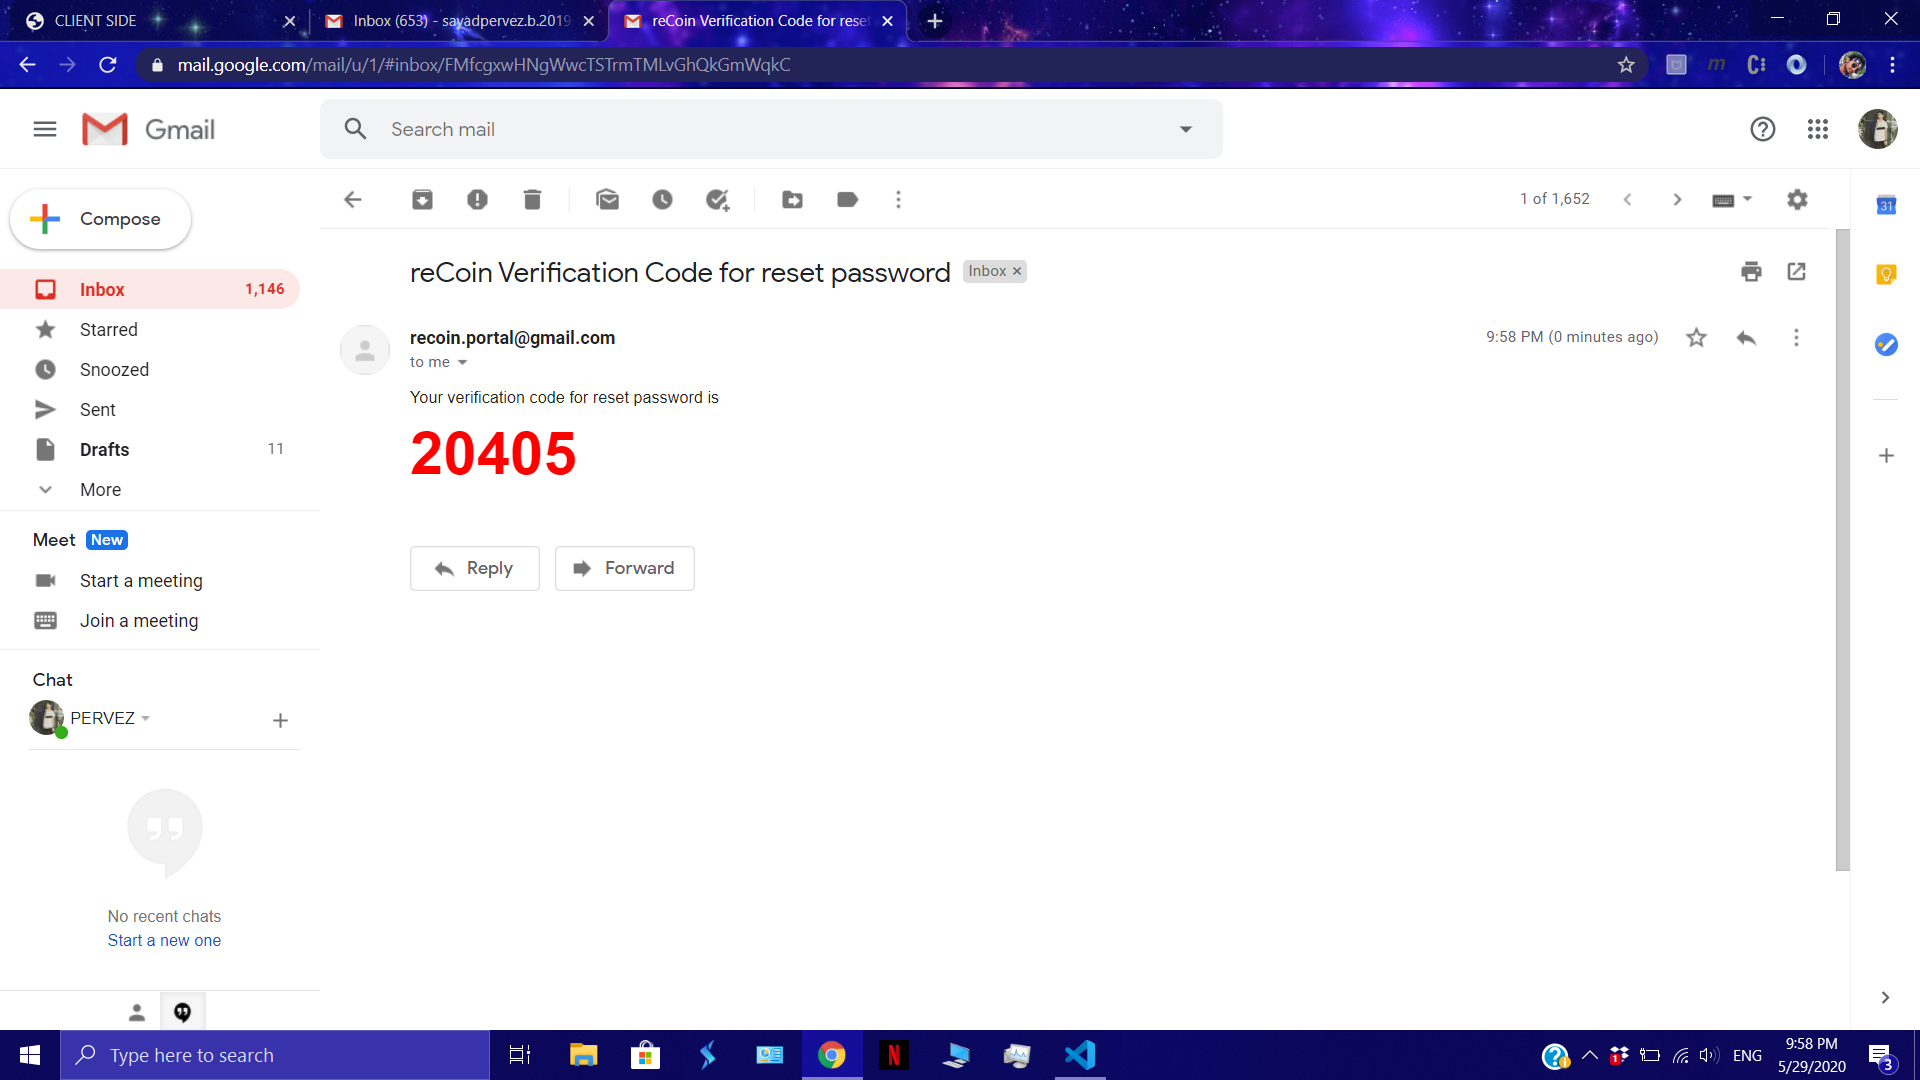 CLIENT SIDE
Inbox (653) - sayadpervez.b.2019
reCoin Verification Code for reset
mail.google.com/mail/u/1/#inbox/FMfcgxwHNgWwcTSTrmTMLvGhQkGmWqkC
Gmail
Search mail
Compose
1 of 1,652
31
Inbox 1,146
Starred
Snoozed
Sent
Drafts 11
More
Meet New
Start a meeting
Join a meeting
Chat
PERVEZ
No recent chats
Start a new one
reCoin Verification Code for reset password Inbox
recoin.portal@gmail.com
9:58 PM (0 minutes ago)
to me
Your verification code for reset password is
20405
Reply
Forward
Type here to search
ENG
9:58 PM
5/29/2020
3